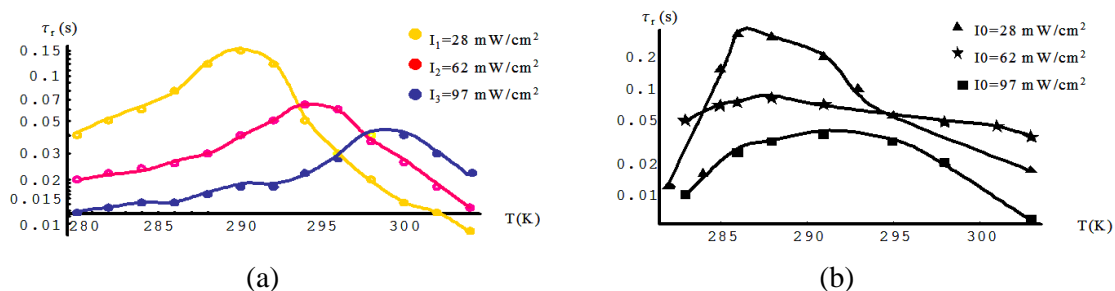 τr(s)
I1=28 mW/cm²
I2=62 mW/cm²
I3=97 mW/cm²
0.15
0.1
0.07
0.05
0.03
0.02
0.015
0.01
280
285
290
295
300
T(K)
(a)
τr(s)
I0=28 mW/cm²
I0=62 mW/cm²
I0=97 mW/cm²
0.2
0.1
0.05
0.02
0.01
285
291
295
300
T(K)
(b)